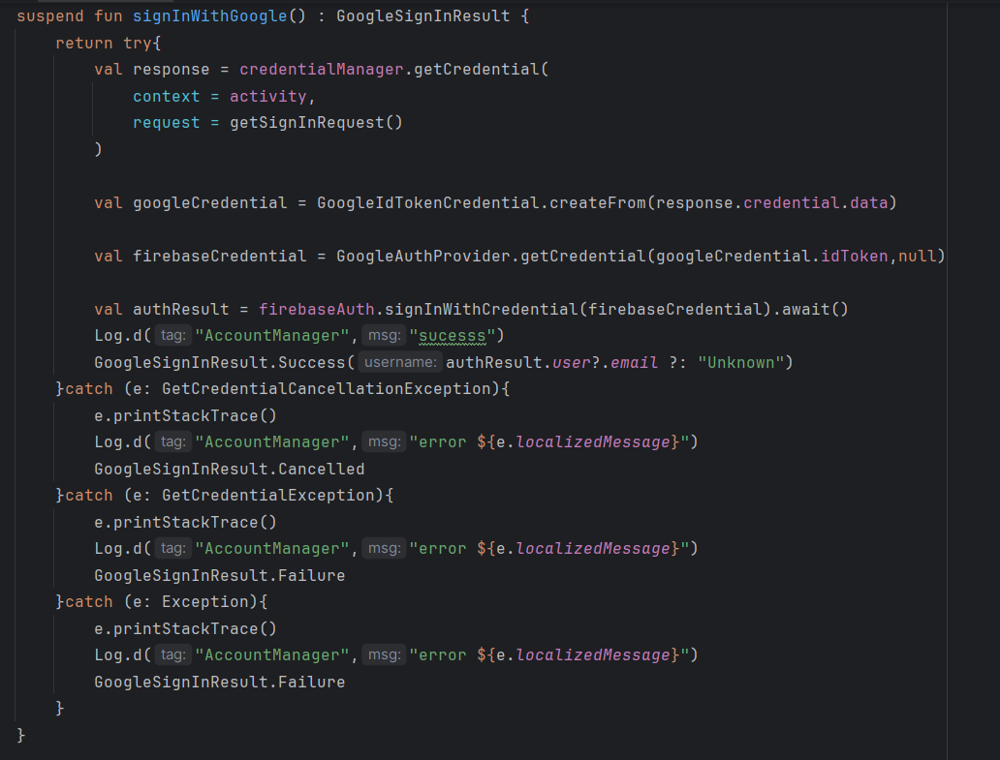 suspend fun signInWithGoogle() : GoogleSignInResult {
    return try{
        val response = credentialManager.getCredential(
            context = activity,
            request = getSignInRequest()
        )

        val googleCredential = GoogleIdTokenCredential.createFrom(response.credential.data)

        val firebaseCredential = GoogleAuthProvider.getCredential(googleCredential.idToken,null)

        val authResult = firebaseAuth.signInWithCredential(firebaseCredential).await()
        Log.d( tag: "AccountManager", msg: "sucesss")
        GoogleSignInResult.Success( username: authResult.user?.email ?: "Unknown")
    }catch (e: GetCredentialCancellationException){
        e.printStackTrace()
        Log.d( tag: "AccountManager", msg: "error ${e.localizedMessage}")
        GoogleSignInResult.Cancelled
    }catch (e: GetCredentialException){
        e.printStackTrace()
        Log.d( tag: "AccountManager", msg: "error ${e.localizedMessage}")
        GoogleSignInResult.Failure
    }catch (e: Exception){
        e.printStackTrace()
        Log.d( tag: "AccountManager", msg: "error ${e.localizedMessage}")
        GoogleSignInResult.Failure
    }
}